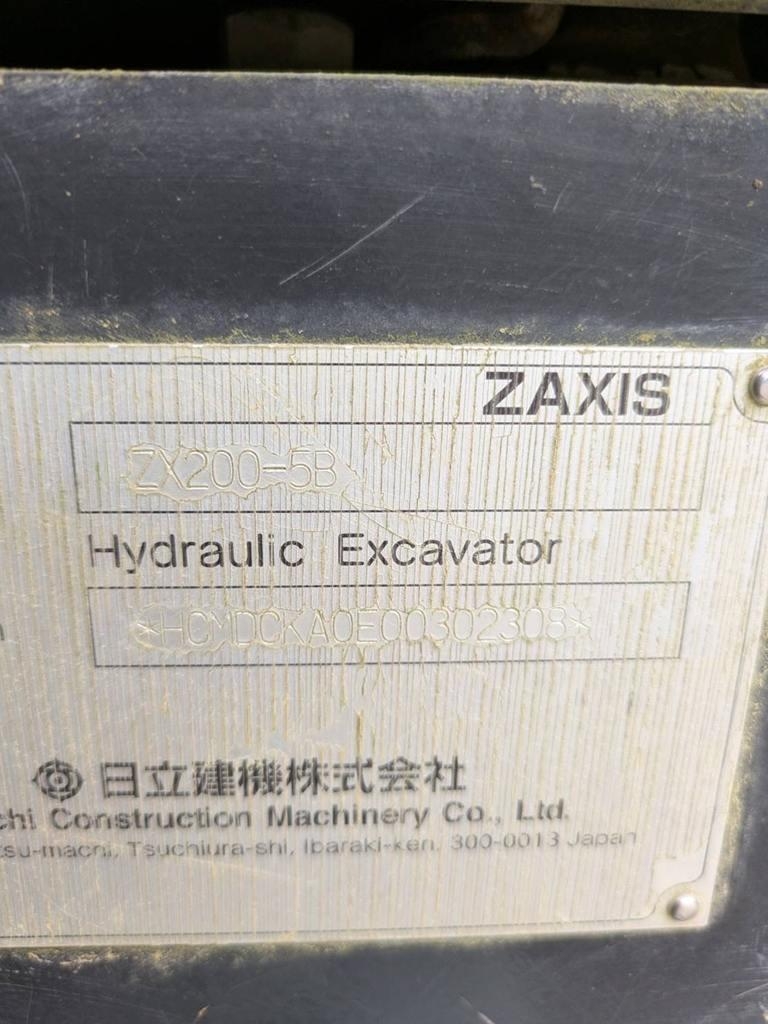 ZAXIS
ZX200-5B
Hydraulic Excavator
*HCMDCKA0E00302308*
日立建機株式会社
chi Construction Machinery Co., Ltd.
tsu-machi, Tsuchiura-shi, Ibaraki-ken, 300-0013 Japan